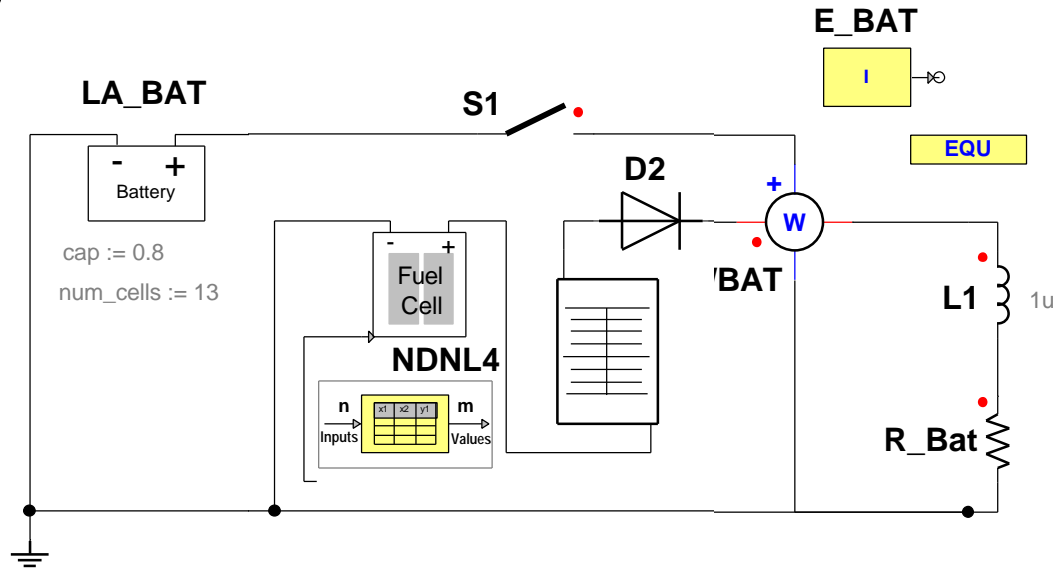 E_BAT
I
LA_BAT
S1
EQU
- +
Battery
D2
+
W
cap := 0.8
num_cells := 13
- +
Fuel
Cell
/BAT
L1
1u
NDNL4
n
m
x1 x2 y1
Inputs
Values
R_Bat